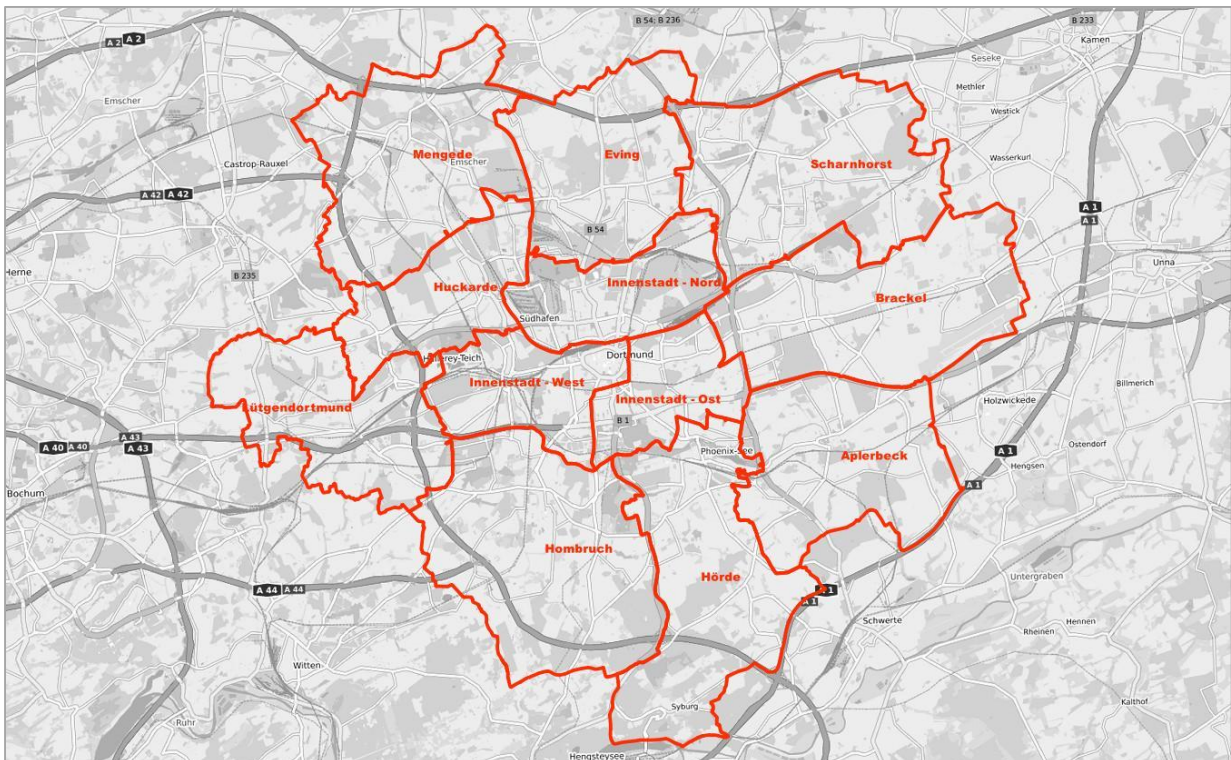 B 54; B 236
B 233
A 2
A 2
Kamen
Seseke
Methler
Emscher
Westick
Mengede
Emscher
Eving
Scharnhorst
Wasserkurl
Castrop-Rauxel
A 42
A 42
A 1
A 1
B 54
Herne
B 235
Unna
Huckarde
Innenstadt - Nord
Brackel
Südhafen
Dortmund
Hallerey-Teich
Innenstadt - West
Billmerich
Innenstadt - Ost
Holzwickede
Lütgendortmund
B 1
A 43
A 43
A 40
A 40
Ostendorf
Phoenix-See
Aplerbeck
A 1
Hengsen
A 1
Bochum
Hombruch
Hörde
Untergraben
A 44
A 44
A 1
A 1
Schwerte
Hennen
Rheinen
Witten
Kalthof
Syburg
Ruhr
Hengsteysee